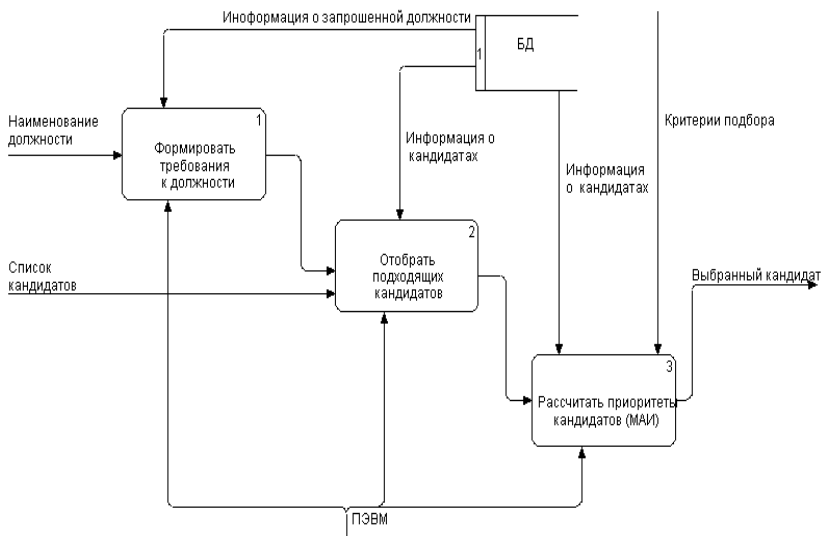 Иноформация о запрошенной должности
БД
1
Наименование
должности
1
Формировать
требования
к должности
Информация о
кандидатах
Критерии подбора
Информация
о кандидатах
2
Отобрать
подходящих
кандидатов
Список
кандидатов
Выбранный кандидат
3
Рассчитать приоритеты
кандидатов (МАИ)
ПЭВМ